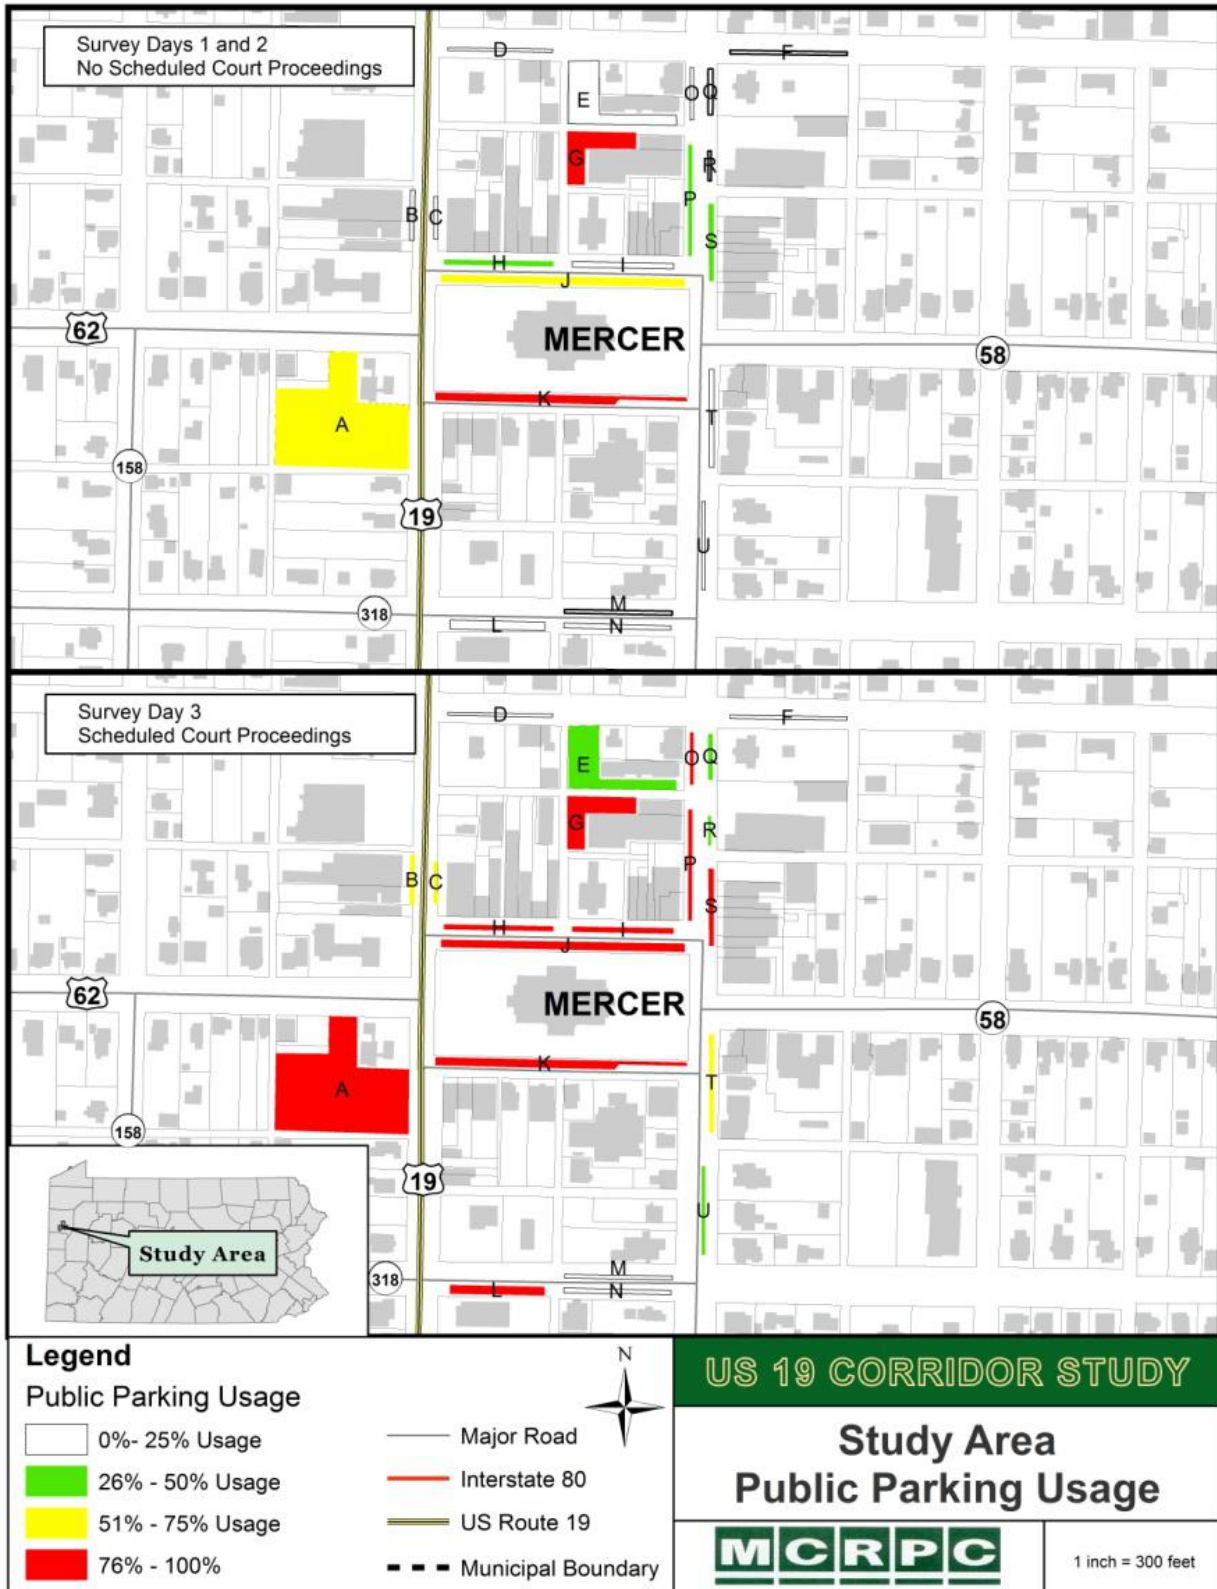 Survey Days 1 and 2
No Scheduled Court Proceedings
D
F
E
O
Q
G
R
P
B
C
S
H
I
J
62
MERCER
58
K
A
T
158
19
U
318
M
L
N
Survey Day 3
Scheduled Court Proceedings
D
F
E
O
Q
G
R
P
B
C
S
H
I
J
62
MERCER
58
K
A
T
158
19
U
Study Area
318
M
L
N
Legend
Public Parking Usage
0%- 25% Usage
26% - 50% Usage
51% - 75% Usage
76% - 100%
N
Major Road
Interstate 80
US Route 19
Municipal Boundary
US 19 CORRIDOR STUDY
Study Area
Public Parking Usage
MCRPC
1 inch = 300 feet